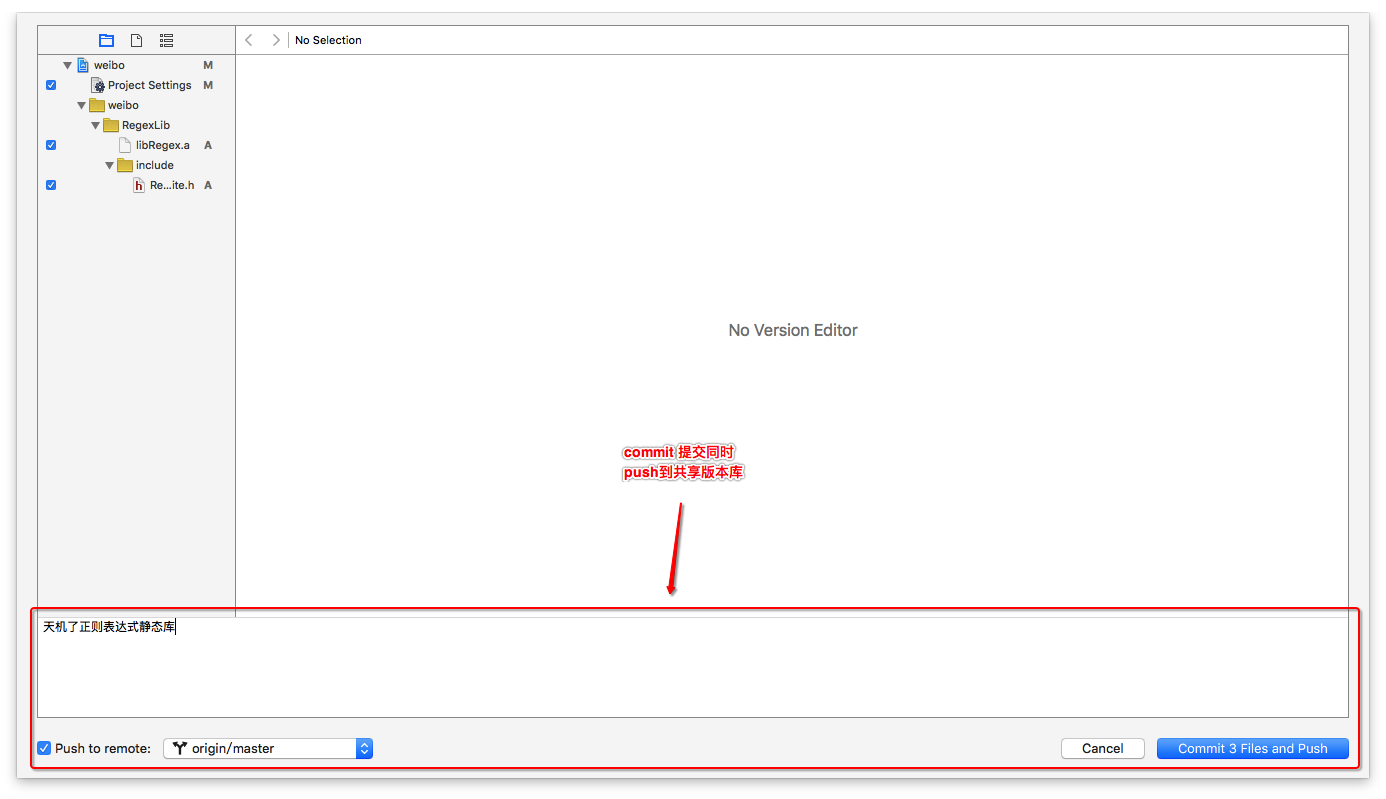 No Selection
weibo M
Project Settings M
weibo
RegexLib
libRegex.a A
include
h Re...ite.h A
No Version Editor
commit 提交同时
push到共享版本库
天机了正则表达式静态库
Push to remote: origin/master
Cancel
Commit 3 Files and Push